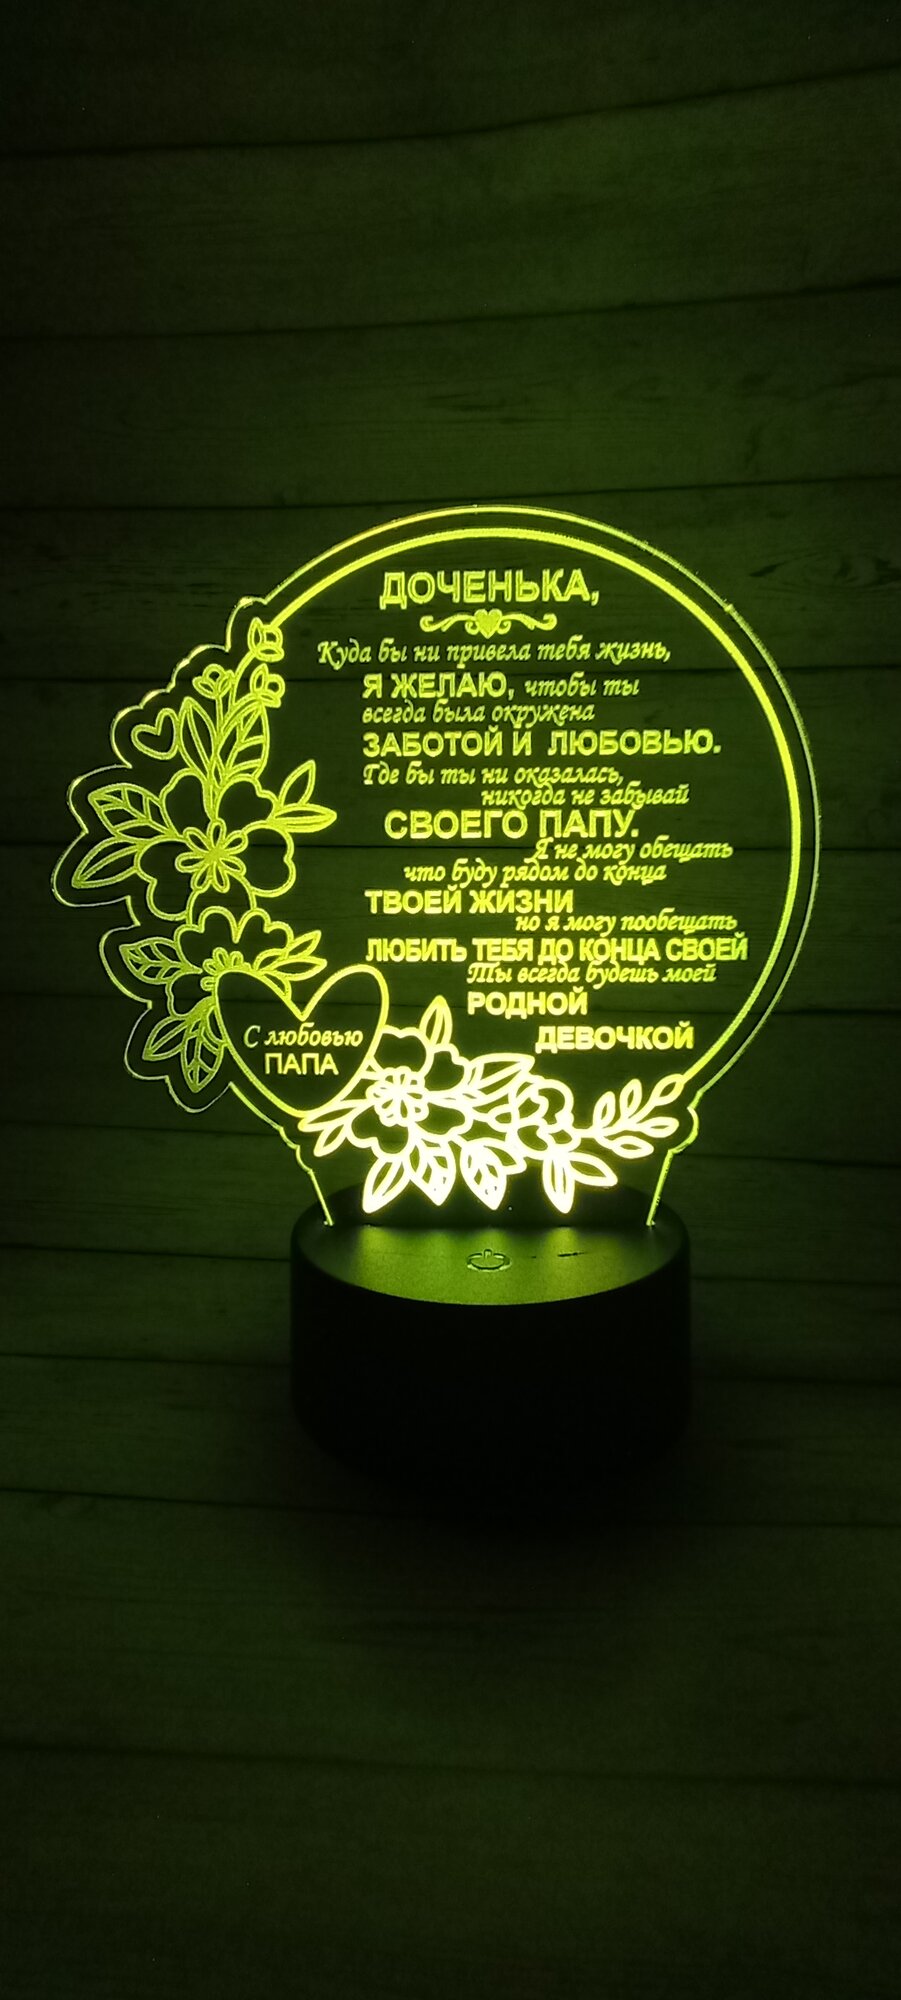 ДОЧЕНЬКА,
Куда бы ни привела тебя жизнь,
Я ЖЕЛАЮ, чтобы ты
всегда была окружена
ЗАБОТОЙ И ЛЮБОВЬЮ.
Где бы ты ни оказалась,
никогда не забывай
СВОЕГО ПАПУ.
Я не могу обещать
что буду рядом до конца
ТВОЕЙ ЖИЗНИ
но я могу пообещать
ЛЮБИТЬ ТЕБЯ ДО КОНЦА СВОЕЙ
Ты всегда будешь моей
РОДНОЙ
ДЕВОЧКОЙ
С любовью
ПАПА